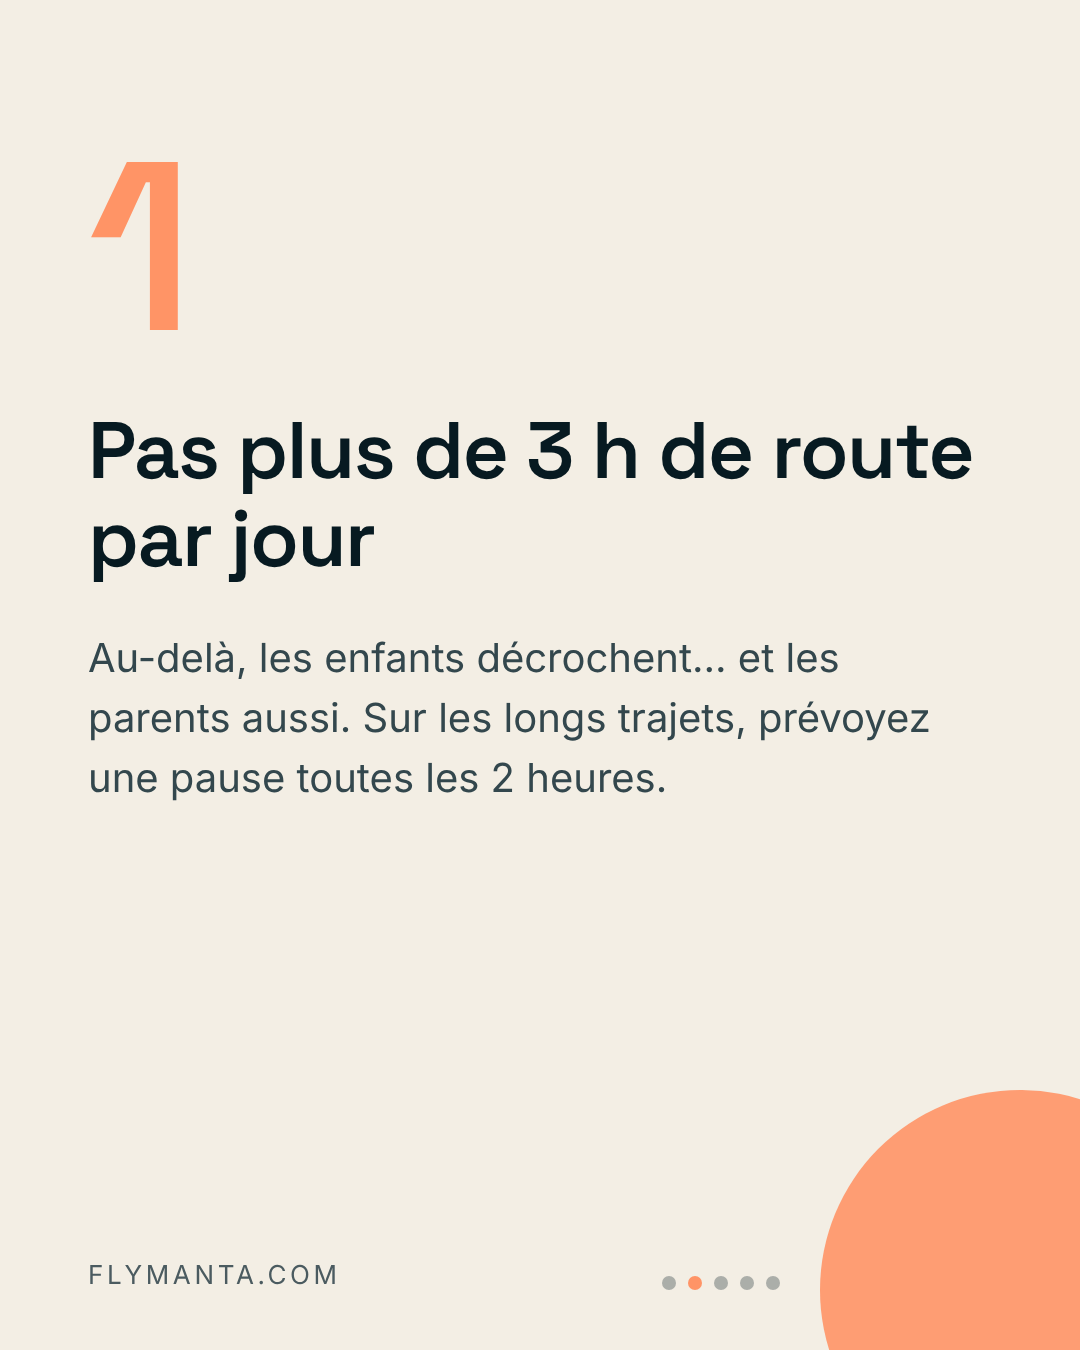 1
Pas plus de 3 h de route
par jour
Au-delà, les enfants décrochent... et les
parents aussi. Sur les longs trajets, prévoyez
une pause toutes les 2 heures.
FLYMANTA.COM